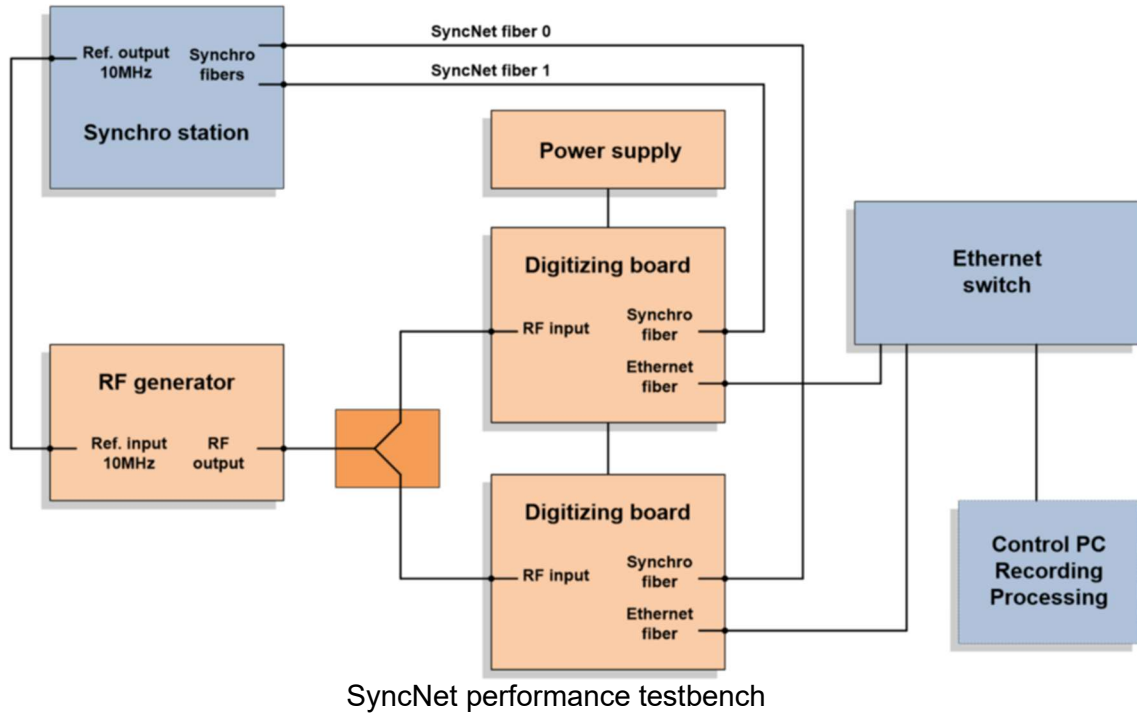 SyncNet fiber 0
SyncNet fiber 1
Ref. output
10MHz
Synchro
fibers
Synchro station
Power supply
Digitizing board
RF input
Synchro
fiber
Ethernet
fiber
Ethernet
switch
RF generator
Ref. input
10MHz
RF
output
Digitizing board
RF input
Synchro
fiber
Ethernet
fiber
Control PC
Recording
Processing
SyncNet performance testbench